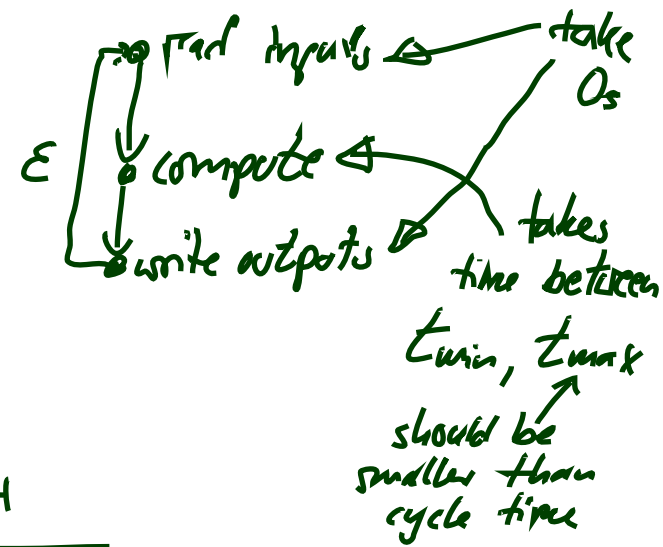 read inputs
take
0s
ε
compute
write outputs
takes
time between
tmin, tmax
should be
smaller than
cycle time